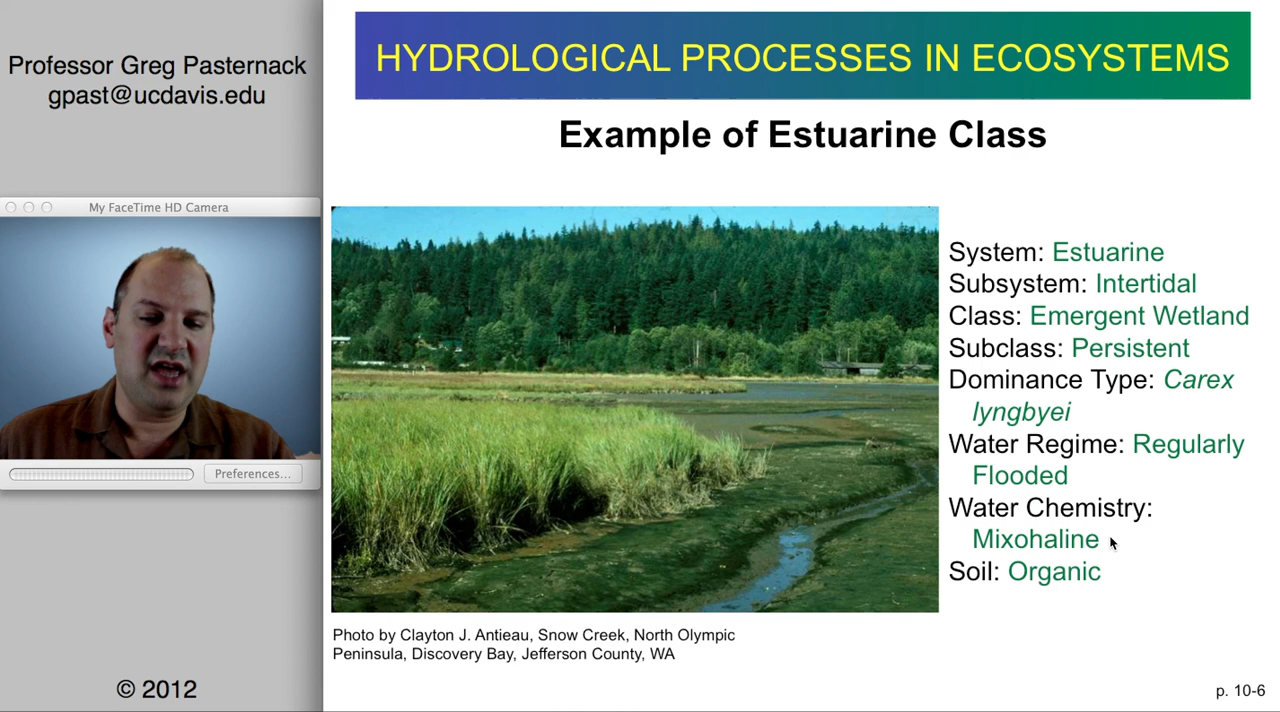 Professor Greg Pasternack
gpast@ucdavis.edu
My FaceTime HD Camera
Preferences...
© 2012
HYDROLOGICAL PROCESSES IN ECOSYSTEMS
Example of Estuarine Class
System: Estuarine
Subsystem: Intertidal
Class: Emergent Wetland
Subclass: Persistent
Dominance Type: Carex
lyngbyei
Water Regime: Regularly
Flooded
Water Chemistry:
Mixohaline
Soil: Organic
Photo by Clayton J. Antieau, Snow Creek, North Olympic
Peninsula, Discovery Bay, Jefferson County, WA
p. 10-6